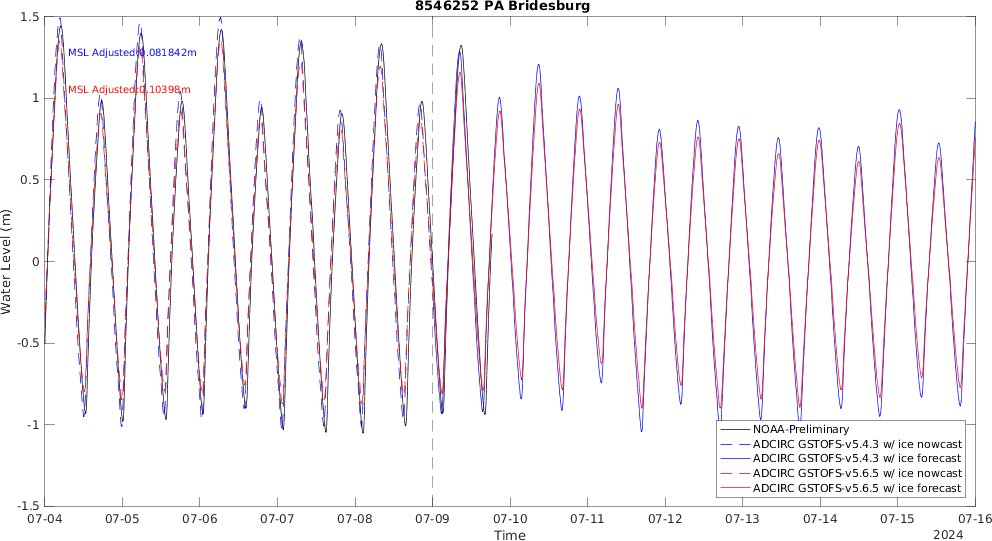 8546252 PA Bridesburg
1.5
1
0.5
0
-0.5
-1
-1.5
Water Level (m)
MSL Adjusted:0.081842m
MSL Adjusted:0.10398m
NOAA-Preliminary
ADCIRC GSTOFS-v5.4.3 w/ ice nowcast
ADCIRC GSTOFS-v5.4.3 w/ ice forecast
ADCIRC GSTOFS-v5.6.5 w/ ice nowcast
ADCIRC GSTOFS-v5.6.5 w/ ice forecast
07-04 07-05 07-06 07-07 07-08 07-09 07-10 07-11 07-12 07-13 07-14 07-15 07-16
Time
2024